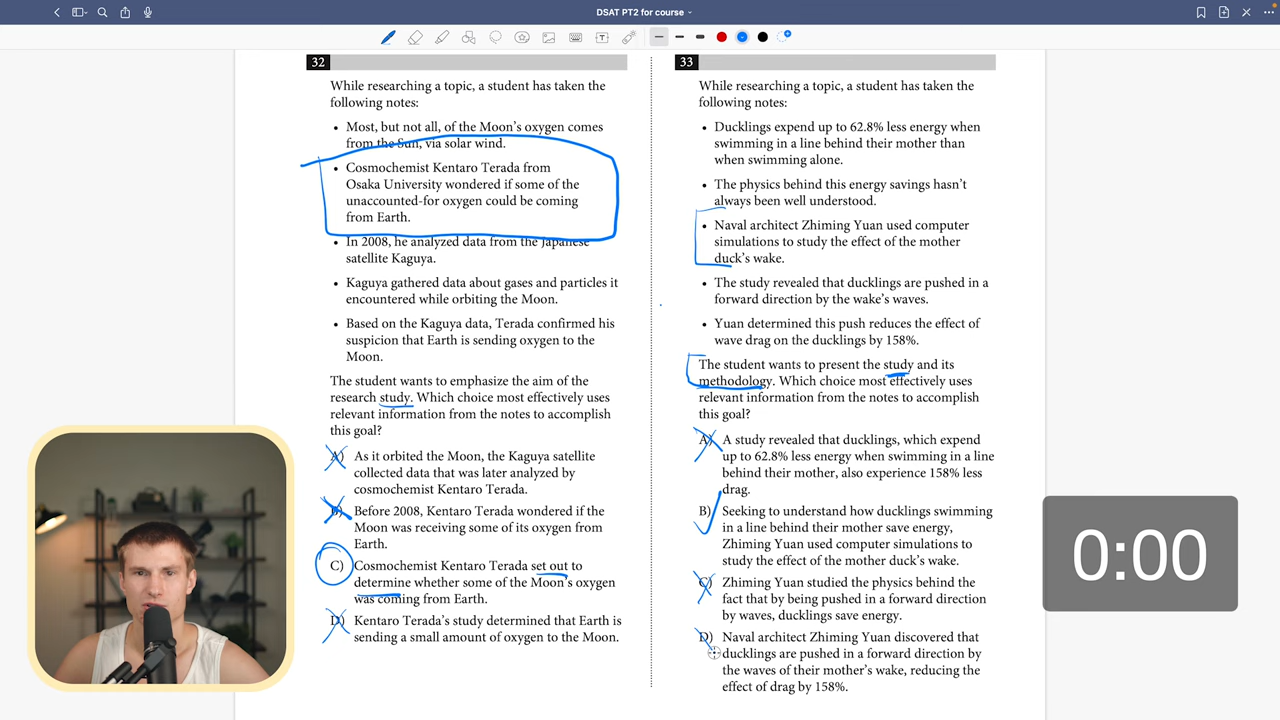 DSAT PT2 for course
32
While researching a topic, a student has taken the
following notes:
• Most, but not all, of the Moon's oxygen comes
from the Sun, via solar wind.
• Cosmochemist Kentaro Terada from
Osaka University wondered if some of the
unaccounted-for oxygen could be coming
from Earth.
• In 2008, he analyzed data from the Japanese
satellite Kaguya.
• Kaguya gathered data about gases and particles it
encountered while orbiting the Moon.
• Based on the Kaguya data, Terada confirmed his
suspicion that Earth is sending oxygen to the
Moon.
The student wants to emphasize the aim of the
research study. Which choice most effectively uses
relevant information from the notes to accomplish
this goal?
A) As it orbited the Moon, the Kaguya satellite
collected data that was later analyzed by
cosmochemist Kentaro Terada.
B) Before 2008, Kentaro Terada wondered if the
Moon was receiving some of its oxygen from
Earth.
C) Cosmochemist Kentaro Terada set out to
determine whether some of the Moon's oxygen
was coming from Earth.
D) Kentaro Terada's study determined that Earth is
sending a small amount of oxygen to the Moon.
33
While researching a topic, a student has taken the
following notes:
• Ducklings expend up to 62.8% less energy when
swimming in a line behind their mother than
when swimming alone.
• The physics behind this energy savings hasn't
always been well understood.
• Naval architect Zhiming Yuan used computer
simulations to study the effect of the mother
duck's wake.
• The study revealed that ducklings are pushed in a
forward direction by the wake's waves.
• Yuan determined this push reduces the effect of
wave drag on the ducklings by 158%.
The student wants to present the study and its
methodology. Which choice most effectively uses
relevant information from the notes to accomplish
this goal?
A) A study revealed that ducklings, which expend
up to 62.8% less energy when swimming in a line
behind their mother, also experience 158% less
drag.
B) Seeking to understand how ducklings swimming
in a line behind their mother save energy,
Zhiming Yuan used computer simulations to
study the effect of the mother duck's wake.
C) Zhiming Yuan studied the physics behind the
fact that by being pushed in a forward direction
by waves, ducklings save energy.
D) Naval architect Zhiming Yuan discovered that
ducklings are pushed in a forward direction by
the waves of their mother's wake, reducing the
effect of drag by 158%.
0:00